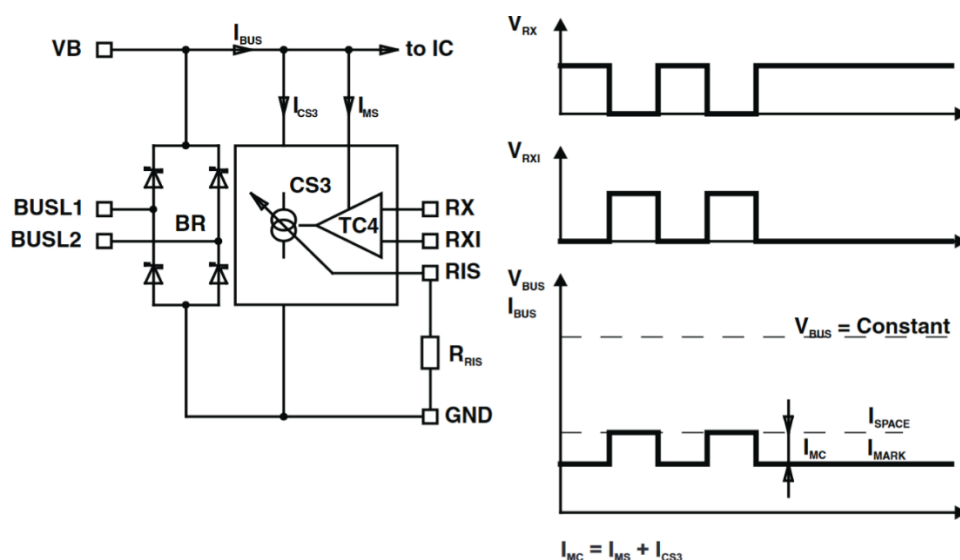 VB
I_BUS
to IC
I_CS3
I_MS
CS3
BUSL1
BR
TC4
RX
BUSL2
RXI
RIS
R_RIS
GND
V_RX
V_RXI
V_BUS
I_BUS
V_BUS = Constant
I_SPACE
I_MC
I_MARK
I_MC = I_MS + I_CS3